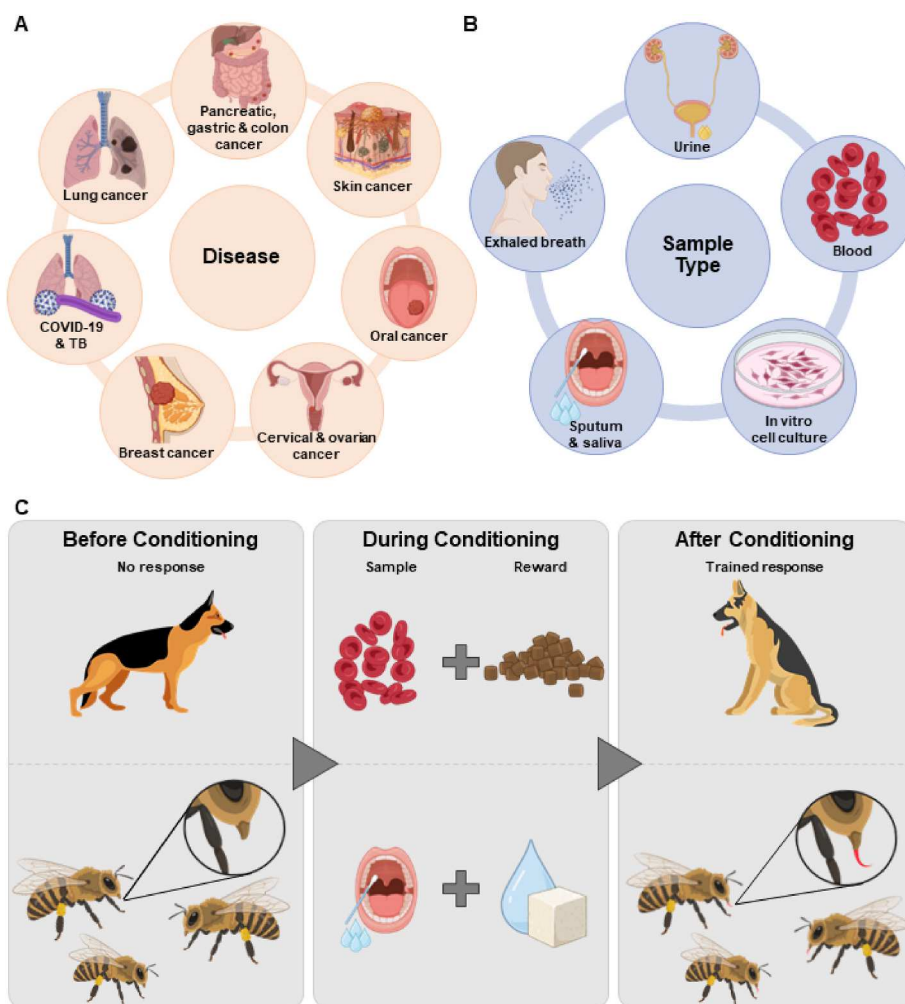 A
Pancreatic,
gastric & colon
cancer
Skin cancer
Lung cancer
Disease
Oral cancer
COVID-19
& TB
Breast cancer
Cervical & ovarian
cancer
B
Urine
Exhaled breath
Sample
Type
Blood
Sputum
& saliva
In vitro
cell culture
C
Before Conditioning
No response
During Conditioning
Sample
Reward
After Conditioning
Trained response